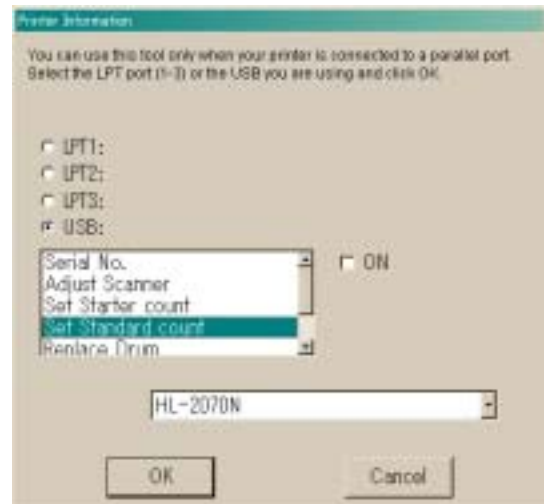 Printer Information
You can use this tool only when your printer is connected to a parallel port.
Select the LPT port (1-3) or the USB you are using and click OK.
LPT1:
LPT2:
LPT3:
USB:
Serial No.
ON
Adjust Scanner
Set Starter count
Set Standard count
Replace Drum
HL-2070N
OK
Cancel